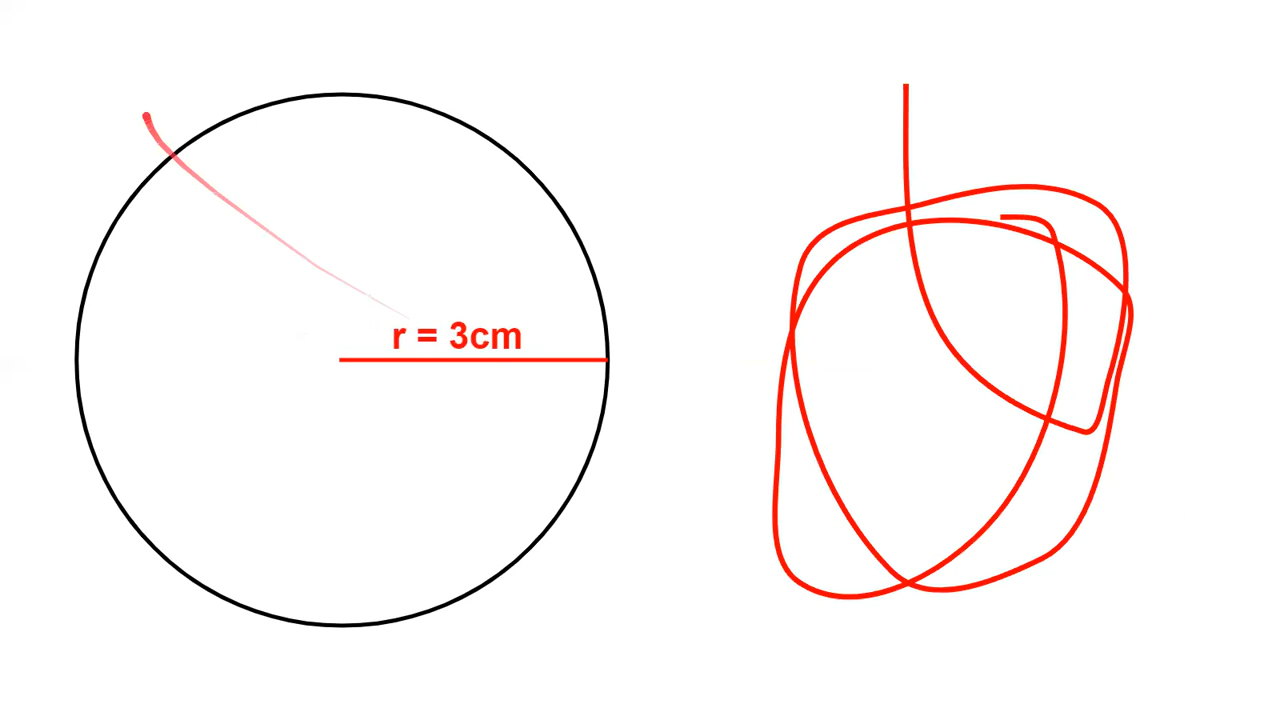 r = 3cm